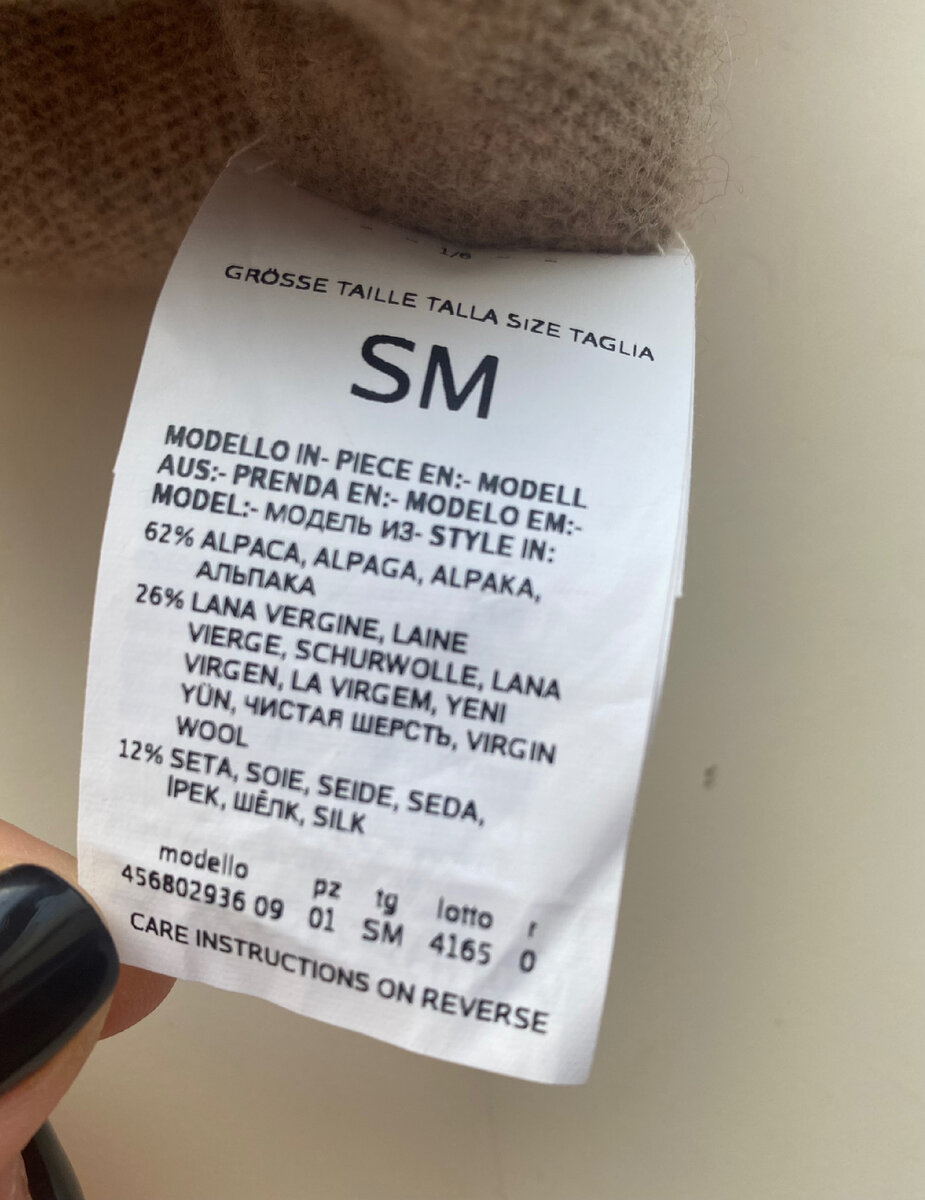 1/6
GRÖSSE TAILLE TALLA SIZE TAGLIA
SM
MODELLO IN- PIECE EN:- MODELL
AUS:- PRENDA EN:- MODELO EM:-
MODEL:- МОДЕЛЬ ИЗ- STYLE IN:
62% ALPACA, ALPAGA, ALPAKA,
АЛЬПАКА
26% LANA VERGINE, LAINE
VIERGE, SCHURWOLLE, LANA
VIRGEN, LA VIRGEM, YENI
YÜN, ЧИСТАЯ ШЕРСТЬ, VIRGIN
WOOL
12% SETA, SOIE, SEIDE, SEDA,
İPEK, ШЁЛК, SILK
modello pz tg lotto r
456802936 09 01 SM 4165 0
CARE INSTRUCTIONS ON REVERSE